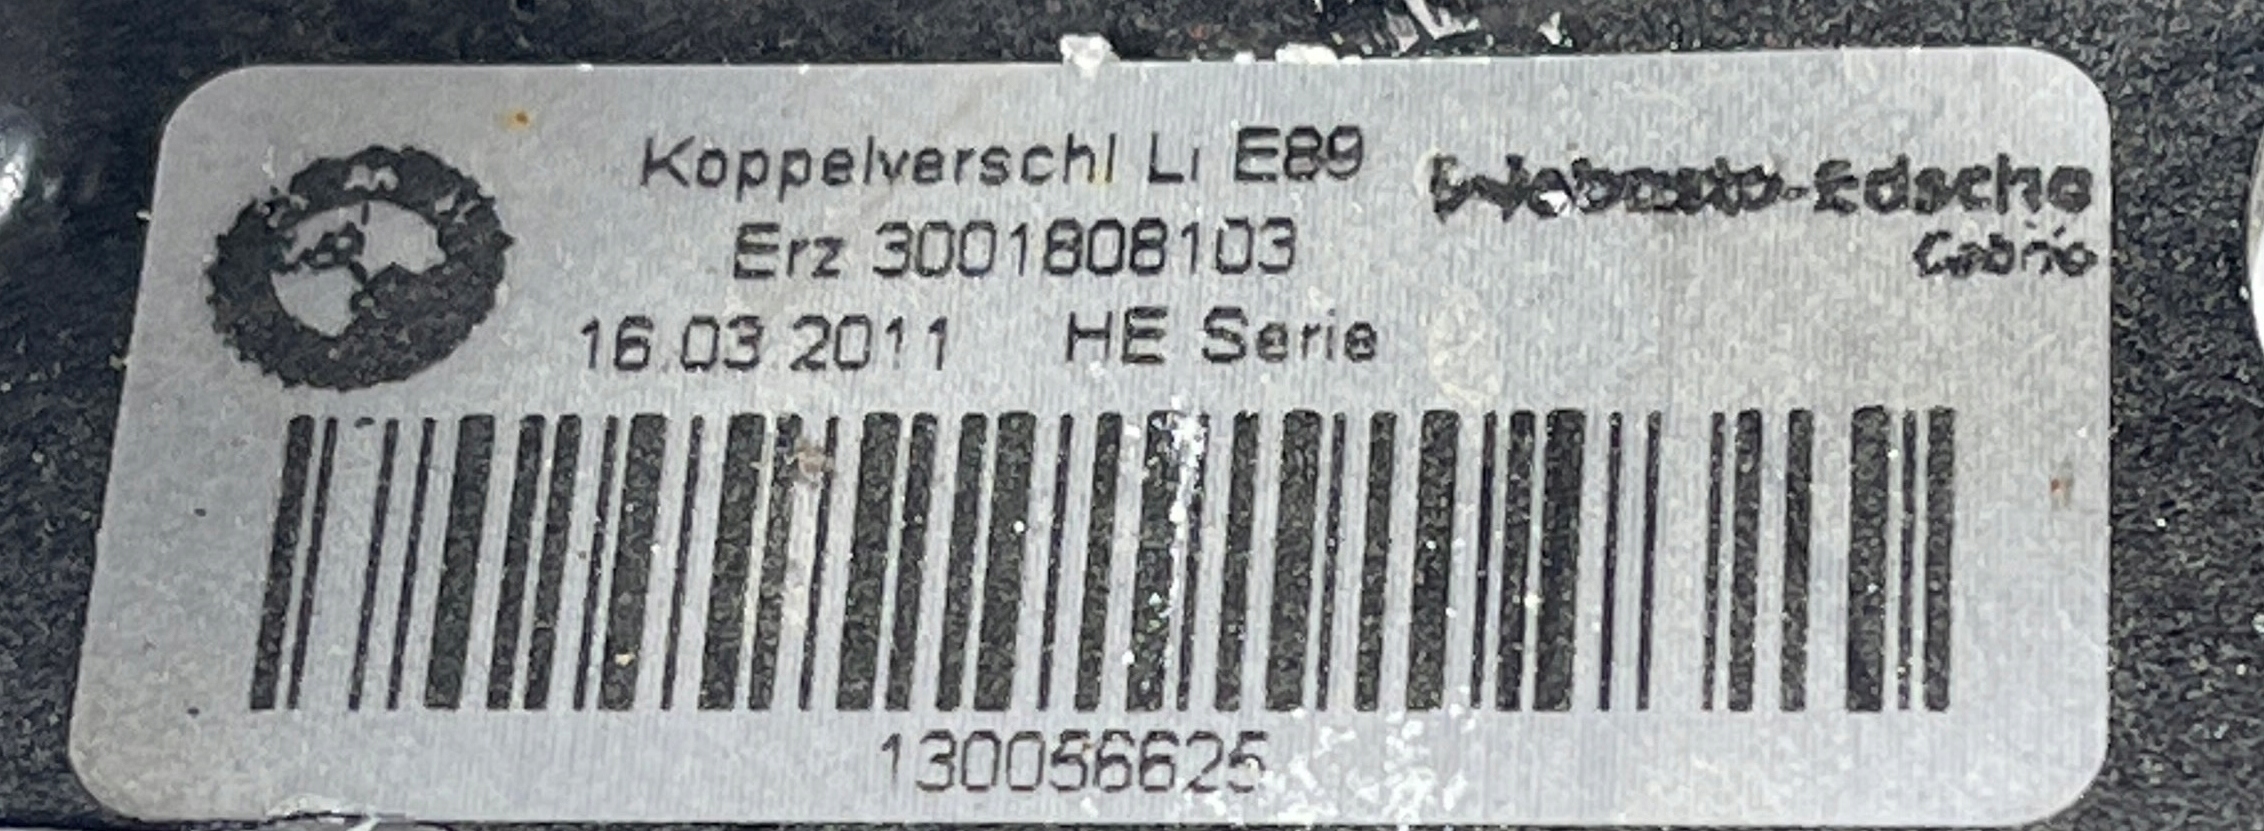 Koppelverschl Li E89
Erz 3001808103
16.03.2011 HE Serie
Webasto-Edscha
Cabrio
130056625